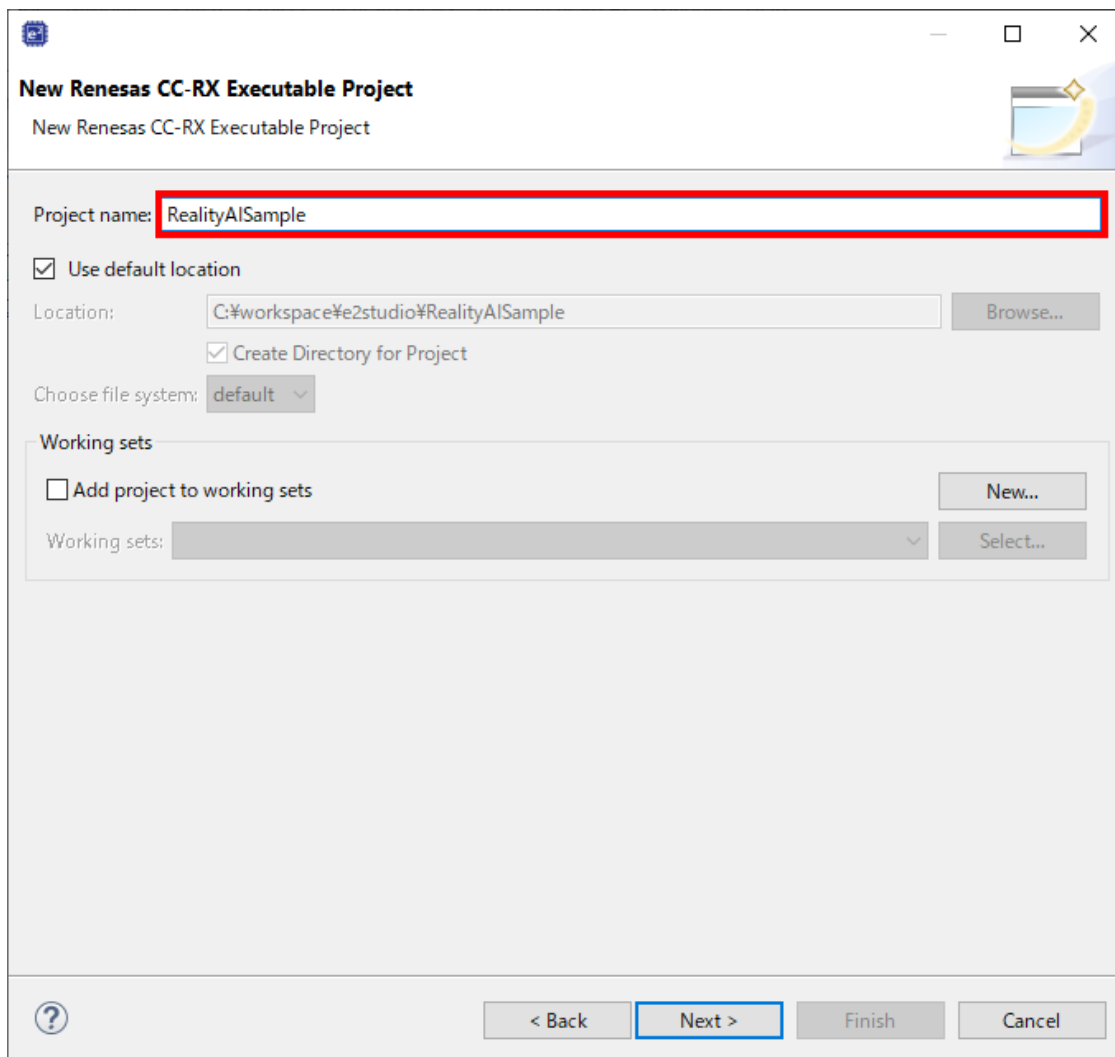 New Renesas CC-RX Executable Project
New Renesas CC-RX Executable Project
Project name: RealityAISample
Use default location
Location: C:¥workspace¥e2studio¥RealityAISample Browse...
Create Directory for Project
Choose file system: default
Working sets
Add project to working sets New...
Working sets: Select...
? < Back Next > Finish Cancel